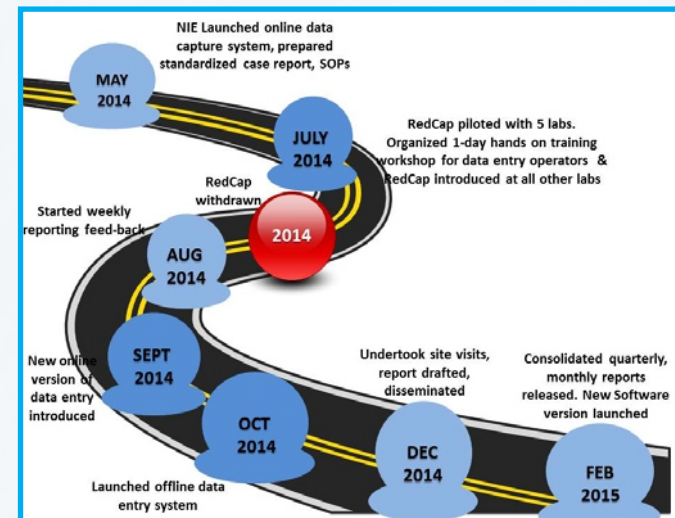 NIE Launched online data
capture system, prepared
standardized case report, SOPs
MAY
2014
JULY
2014
RedCap piloted with 5 labs.
Organized 1-day hands on training
workshop for data entry operators &
RedCap introduced at all other labs
RedCap
withdrawn
2014
Started weekly
reporting feed-back
AUG
2014
SEPT
2014
New online
version of
data entry
introduced
OCT
2014
Launched offline data
entry system
Undertook site visits,
report drafted,
disseminated
DEC
2014
Consolidated quarterly,
monthly reports
released. New Software
version launched
FEB
2015